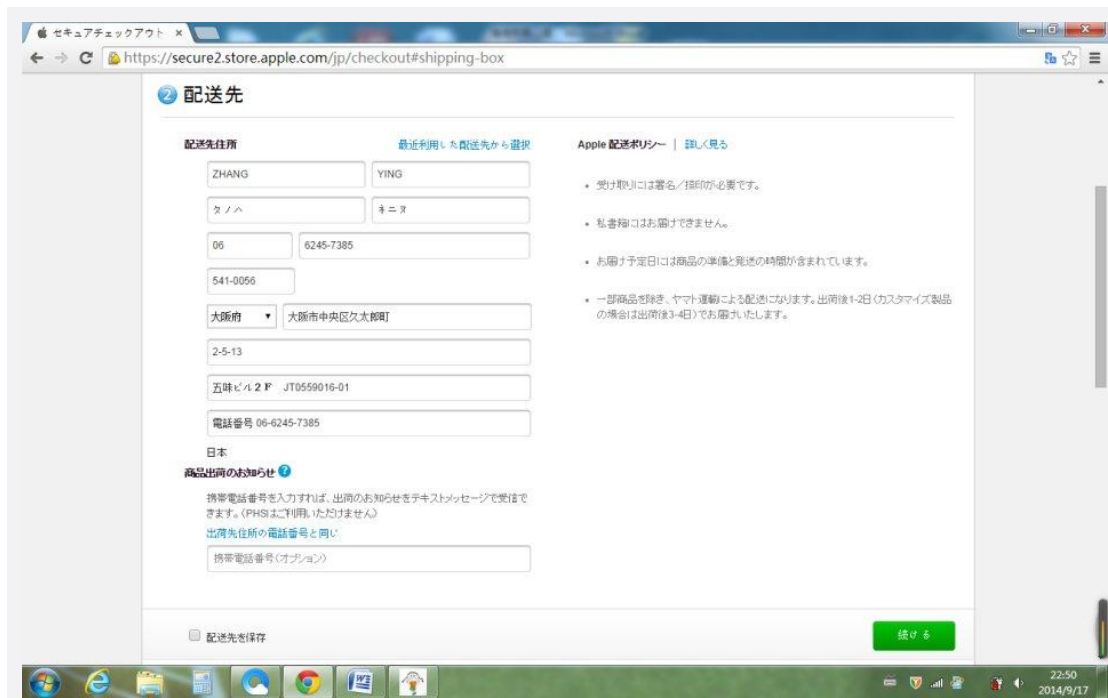 セキュアチェックアウト
https://secure2.store.apple.com/jp/checkout#shipping-box
2 配送先
配送先住所 最近利用した配送先から選択
ZHANG YING
タノハ キニヌ
06 6245-7385
541-0056
大阪府 大阪市中央区久太郎町
2-5-13
五味ビル2F JT0559016-01
電話番号 06-6245-7385
日本
商品出荷のお知らせ ?
携帯電話番号を入力すれば、出荷のお知らせをテキストメッセージで受信で
きます。(PHSはご利用いただけません)
出荷先住所の電話番号と同じ
携帯電話番号(オプション)
配送先を保存
Apple 配送ポリシー | 詳しく見る
• 受け取りには署名/捺印が必要です。
• 私書箱にはお届けできません。
• お届け予定日には商品の準備と発送の時間が含まれています。
• 一部商品を除き、ヤマト運輸による配送になります。出荷後1-2日(カスタマイズ製品
の場合は出荷後3-4日)でお届けいたします。
続ける
22:50
2014/9/17